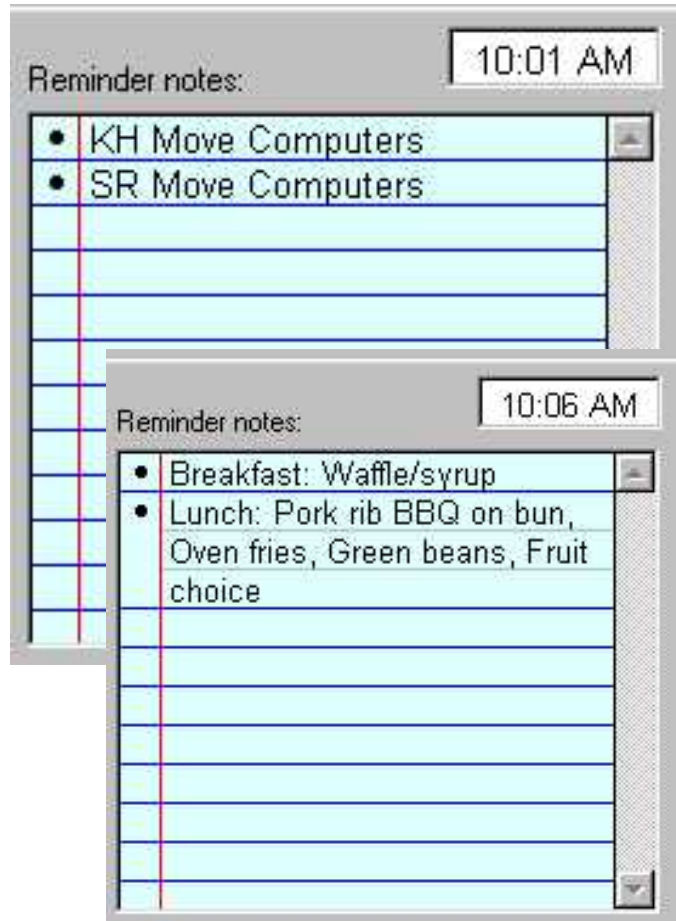 10:01 AM
Reminder notes:
• KH Move Computers
• SR Move Computers
10:06 AM
Reminder notes:
• Breakfast: Waffle/syrup
• Lunch: Pork rib BBQ on bun,
Oven fries, Green beans, Fruit
choice